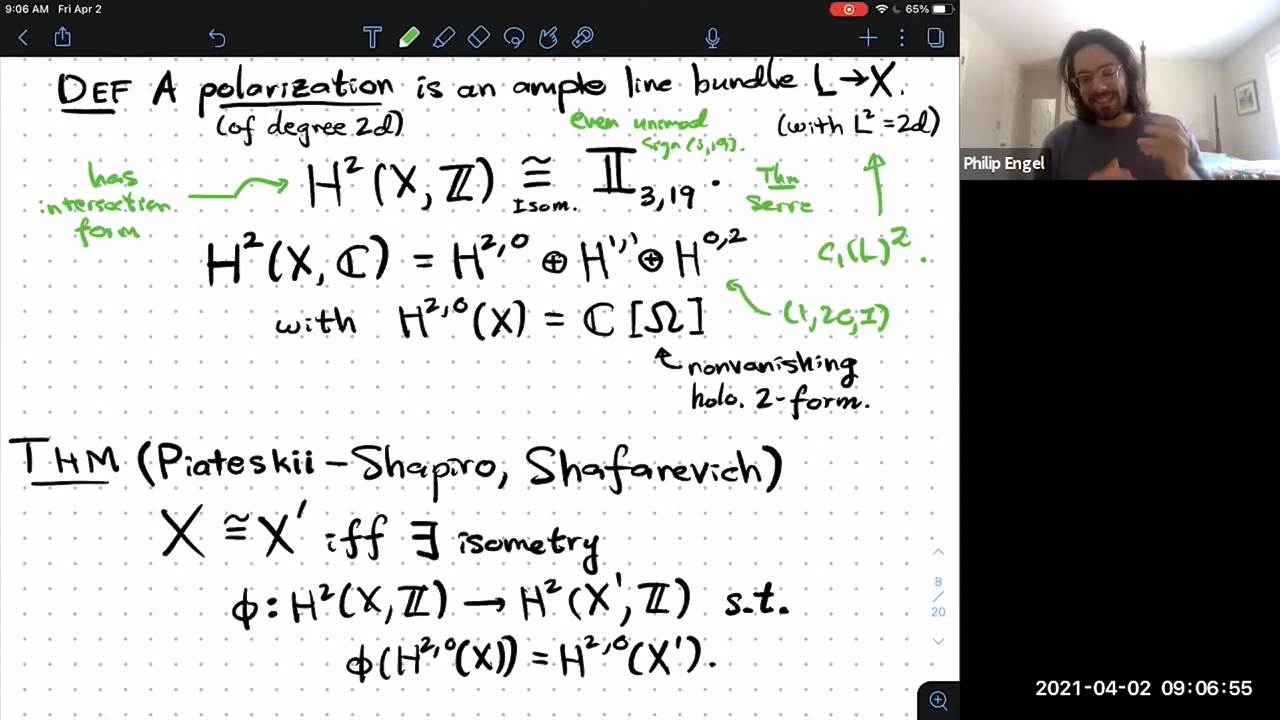 9:06 AM Fri Apr 2
65%
DEF A polarization is an ample line bundle L→X.
(of degree 2d)
(with L² = 2d)
even unimod
sign (3,19).
has
intersection
form
H²(X, ℤ) ≅ II₃,₁₉ .
Isom.
Thm
Serre
H²(X, ℂ) = H²,⁰ ⊕ H¹,¹ ⊕ H⁰,²
c₁(L)².
with H²,⁰(X) = ℂ[Ω]
(1,20,1)
nonvanishing
holo. 2-form.
THM (Piateskii-Shapiro, Shafarevich)
X ≅ X' iff ∃ isometry
ϕ: H²(X, ℤ) → H²(X', ℤ) s.t.
ϕ(H²,⁰(X)) = H²,⁰(X').
8
/
20
Philip Engel
2021-04-02 09:06:55